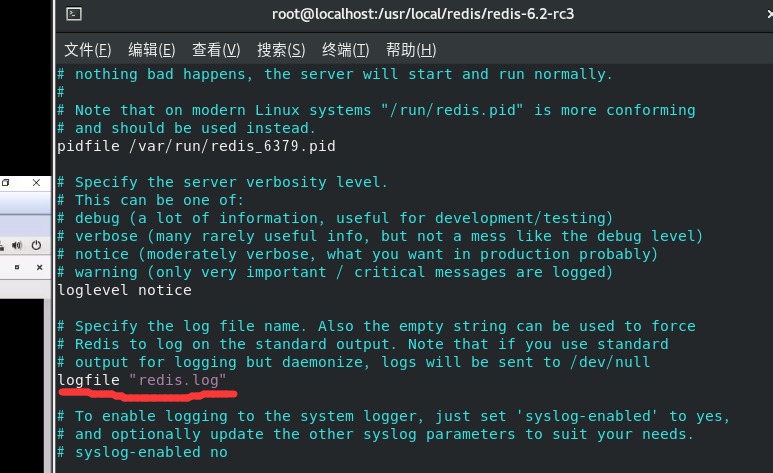 root@localhost:/usr/local/redis/redis-6.2-rc3
文件(F) 编辑(E) 查看(V) 搜索(S) 终端(T) 帮助(H)
# nothing bad happens, the server will start and run normally.
#
# Note that on modern Linux systems "/run/redis.pid" is more conforming
# and should be used instead.
pidfile /var/run/redis_6379.pid
# Specify the server verbosity level.
# This can be one of:
# debug (a lot of information, useful for development/testing)
# verbose (many rarely useful info, but not a mess like the debug level)
# notice (moderately verbose, what you want in production probably)
# warning (only very important / critical messages are logged)
loglevel notice
# Specify the log file name. Also the empty string can be used to force
# Redis to log on the standard output. Note that if you use standard
# output for logging but daemonize, logs will be sent to /dev/null
logfile "redis.log"
# To enable logging to the system logger, just set 'syslog-enabled' to yes,
# and optionally update the other syslog parameters to suit your needs.
# syslog-enabled no